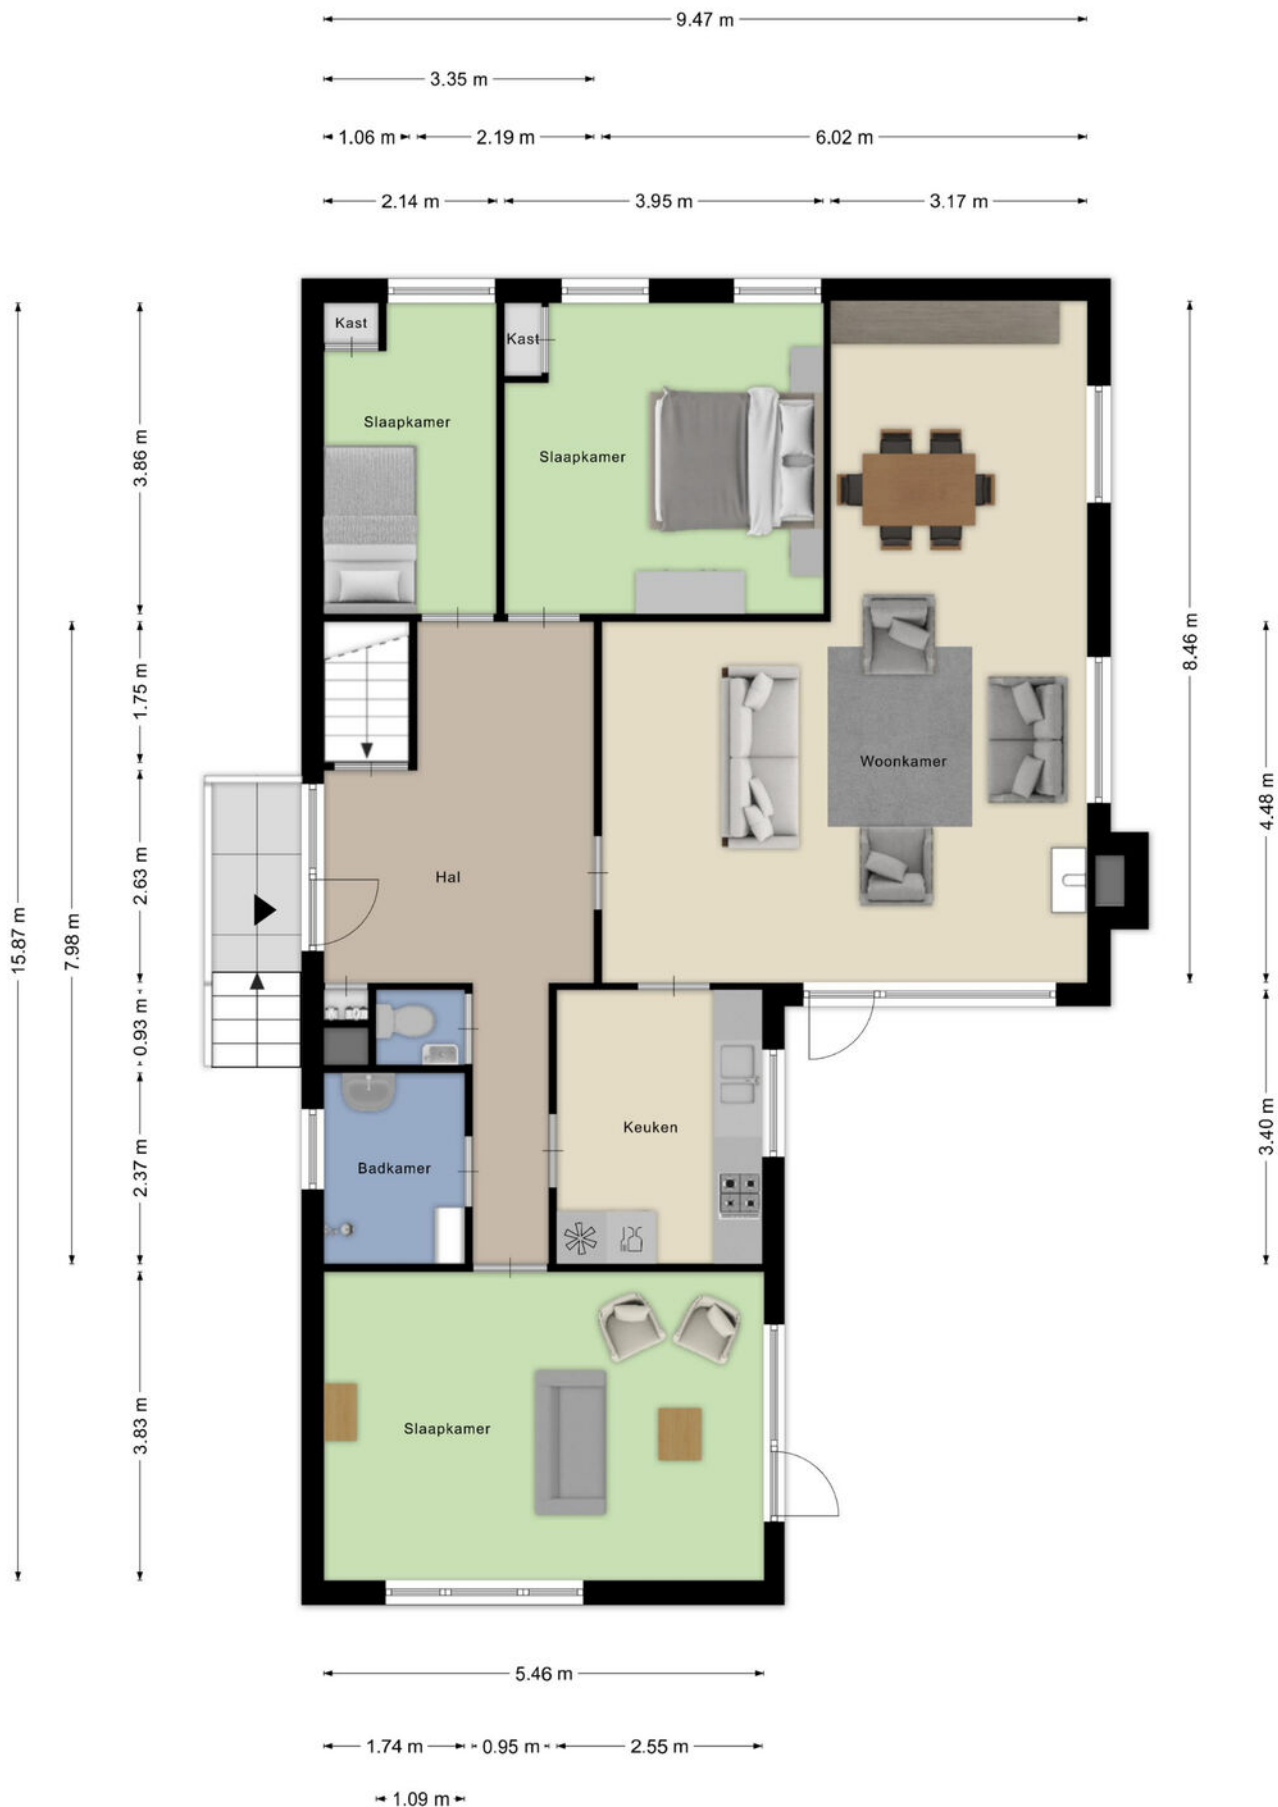 9.47 m
3.35 m
1.06 m
2.19 m
6.02 m
2.14 m
3.95 m
3.17 m
Kast
Kast
Slaapkamer
Slaapkamer
3.86 m
8.46 m
1.75 m
Woonkamer
4.48 m
2.63 m
Hal
15.87 m
7.98 m
0.93 m
Keuken
3.40 m
Badkamer
2.37 m
Slaapkamer
3.83 m
5.46 m
1.74 m
0.95 m
2.55 m
1.09 m